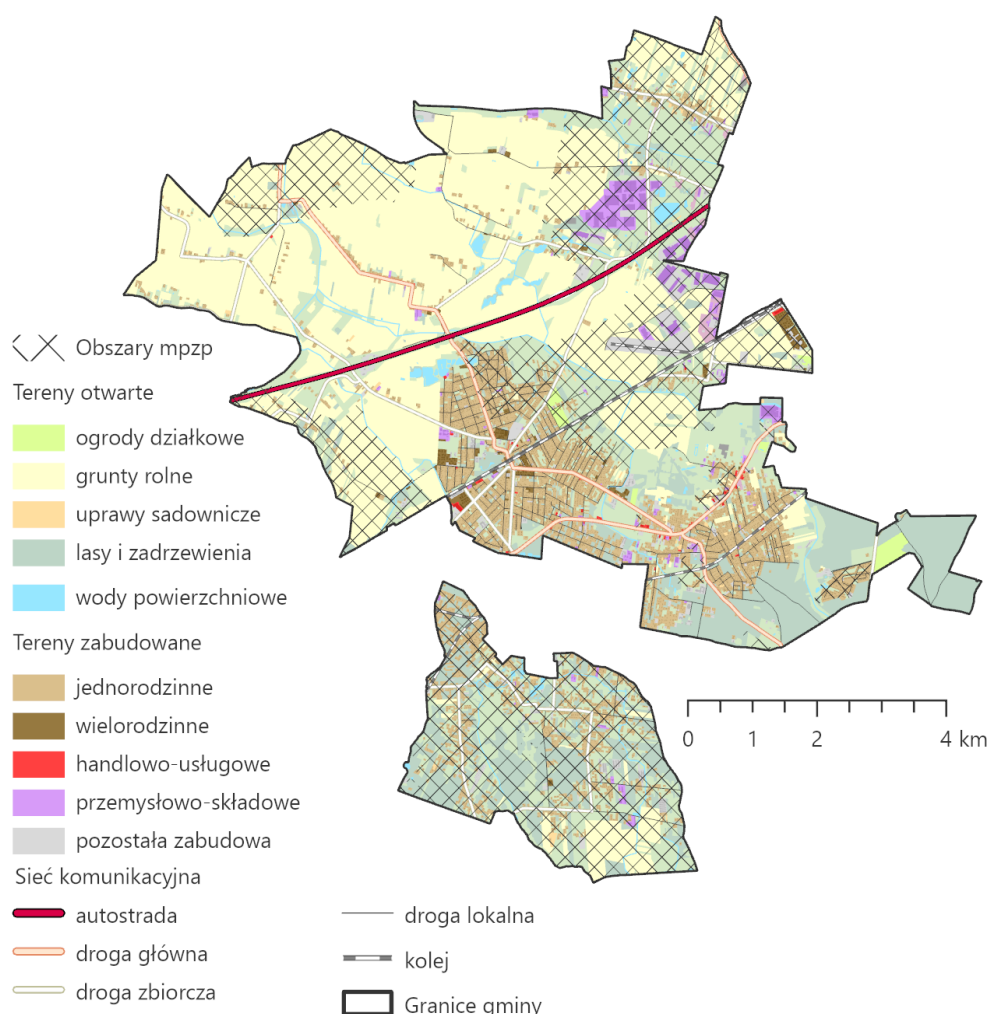 Obszary mpzp
Tereny otwarte
ogrody działkowe
grunty rolne
uprawy sadownicze
lasy i zadrzewienia
wody powierzchniowe
Tereny zabudowane
jednorodzinne
wielorodzinne
handlowo-usługowe
przemysłowo-składowe
pozostała zabudowa
Sieć komunikacyjna
autostrada
droga główna
droga zbiorcza
droga lokalna
kolej
Granice gminy
0 1 2 4 km